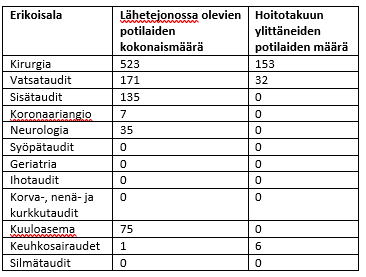 Erikoisala Lähetejonossa olevien potilaiden kokonaismäärä Hoitotakuun ylittäneiden potilaiden määrä
Kirurgia 523 153
Vatsataudit 171 32
Sisätaudit 135 0
Koronaariangio 7 0
Neurologia 35 0
Syöpätaudit 0 0
Geriatria 0 0
Ihotaudit 0 0
Korva-, nenä- ja kurkkutaudit 0 0
Kuuloasema 75 0
Keuhkosairaudet 1 6
Silmätaudit 0 0